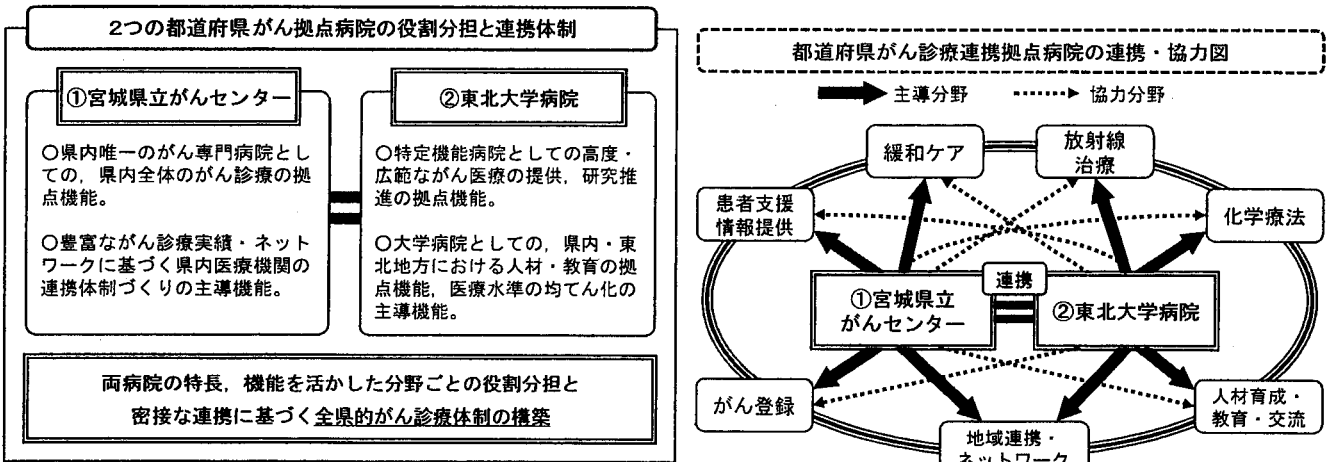 2つの都道府県がん拠点病院の役割分担と連携体制
①宮城県立がんセンター
○県内唯一のがん専門病院とし
ての，県内全体のがん診療の拠
点機能。
○豊富ながん診療実績・ネット
ワークに基づく県内医療機関の
連携体制づくりの主導機能。
②東北大学病院
○特定機能病院としての高度・
広範ながん医療の提供，研究推
進の拠点機能。
○大学病院としての，県内・東
北地方における人材・教育の拠
点機能，医療水準の均てん化の
主導機能。
両病院の特長，機能を活かした分野ごとの役割分担と
密接な連携に基づく全県的がん診療体制の構築
都道府県がん診療連携拠点病院の連携・協力図
主導分野
協力分野
緩和ケア
放射線
治療
患者支援
情報提供
化学療法
連携
①宮城県立
がんセンター
②東北大学病院
がん登録
人材育成・
教育・交流
地域連携・
ネットワーク